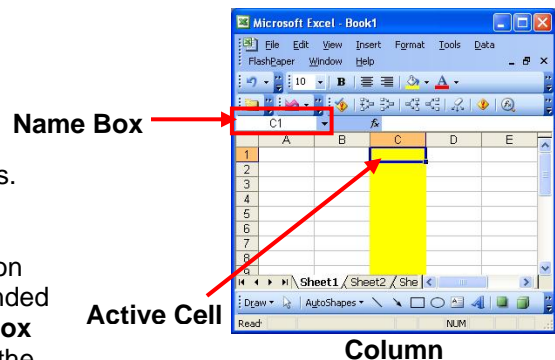 Microsoft Excel - Book1
File Edit View Insert Format Tools Data
FlashPaper Window Help
10 B A
Name Box
C1 fx
A B C D E
1
s.
2
3
4
5
6
on
7
nded
8
9
Sheet1 Sheet2 She
ox
Active Cell
Draw AutoShapes
the
Read NUM
Column